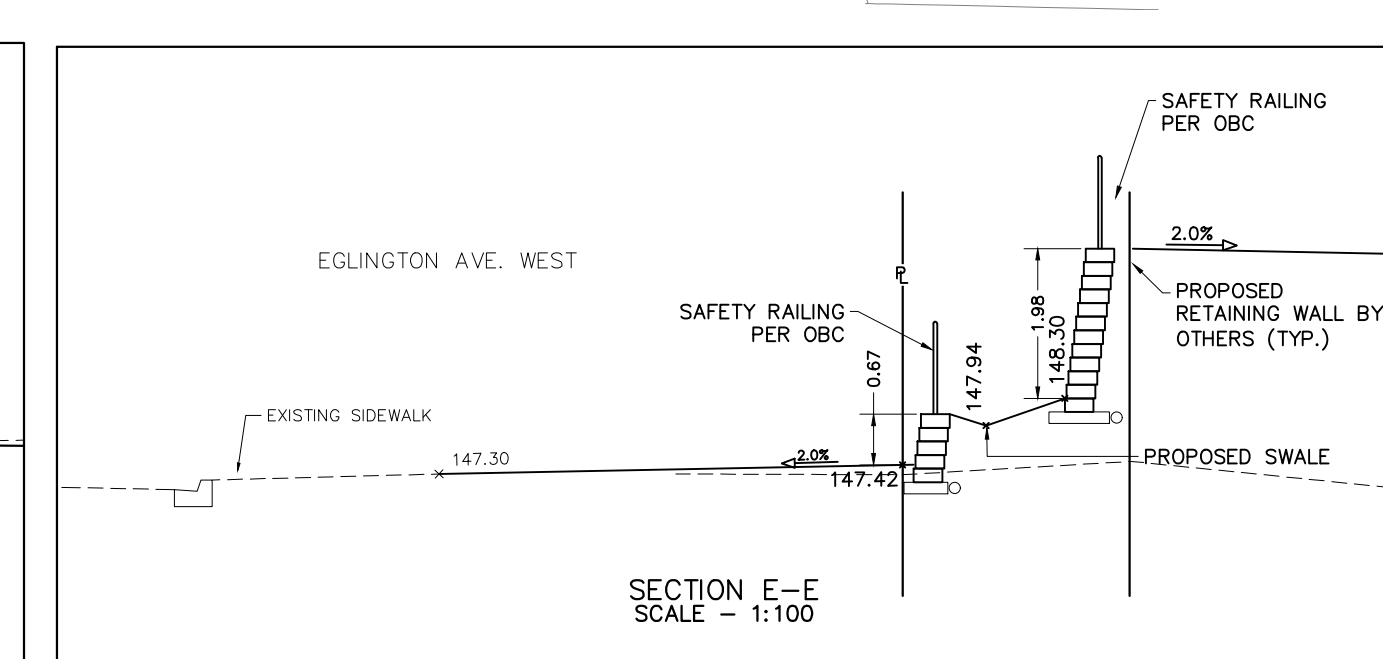 SAFETY RAILING
PER OBC
2.0%
EGLINGTON AVE. WEST
PL
PROPOSED
RETAINING WALL BY
OTHERS (TYP.)
SAFETY RAILING
PER OBC
1.98
148.30
0.67
147.94
EXISTING SIDEWALK
147.30
2.0%
PROPOSED SWALE
147.42
SECTION E-E
SCALE - 1:100